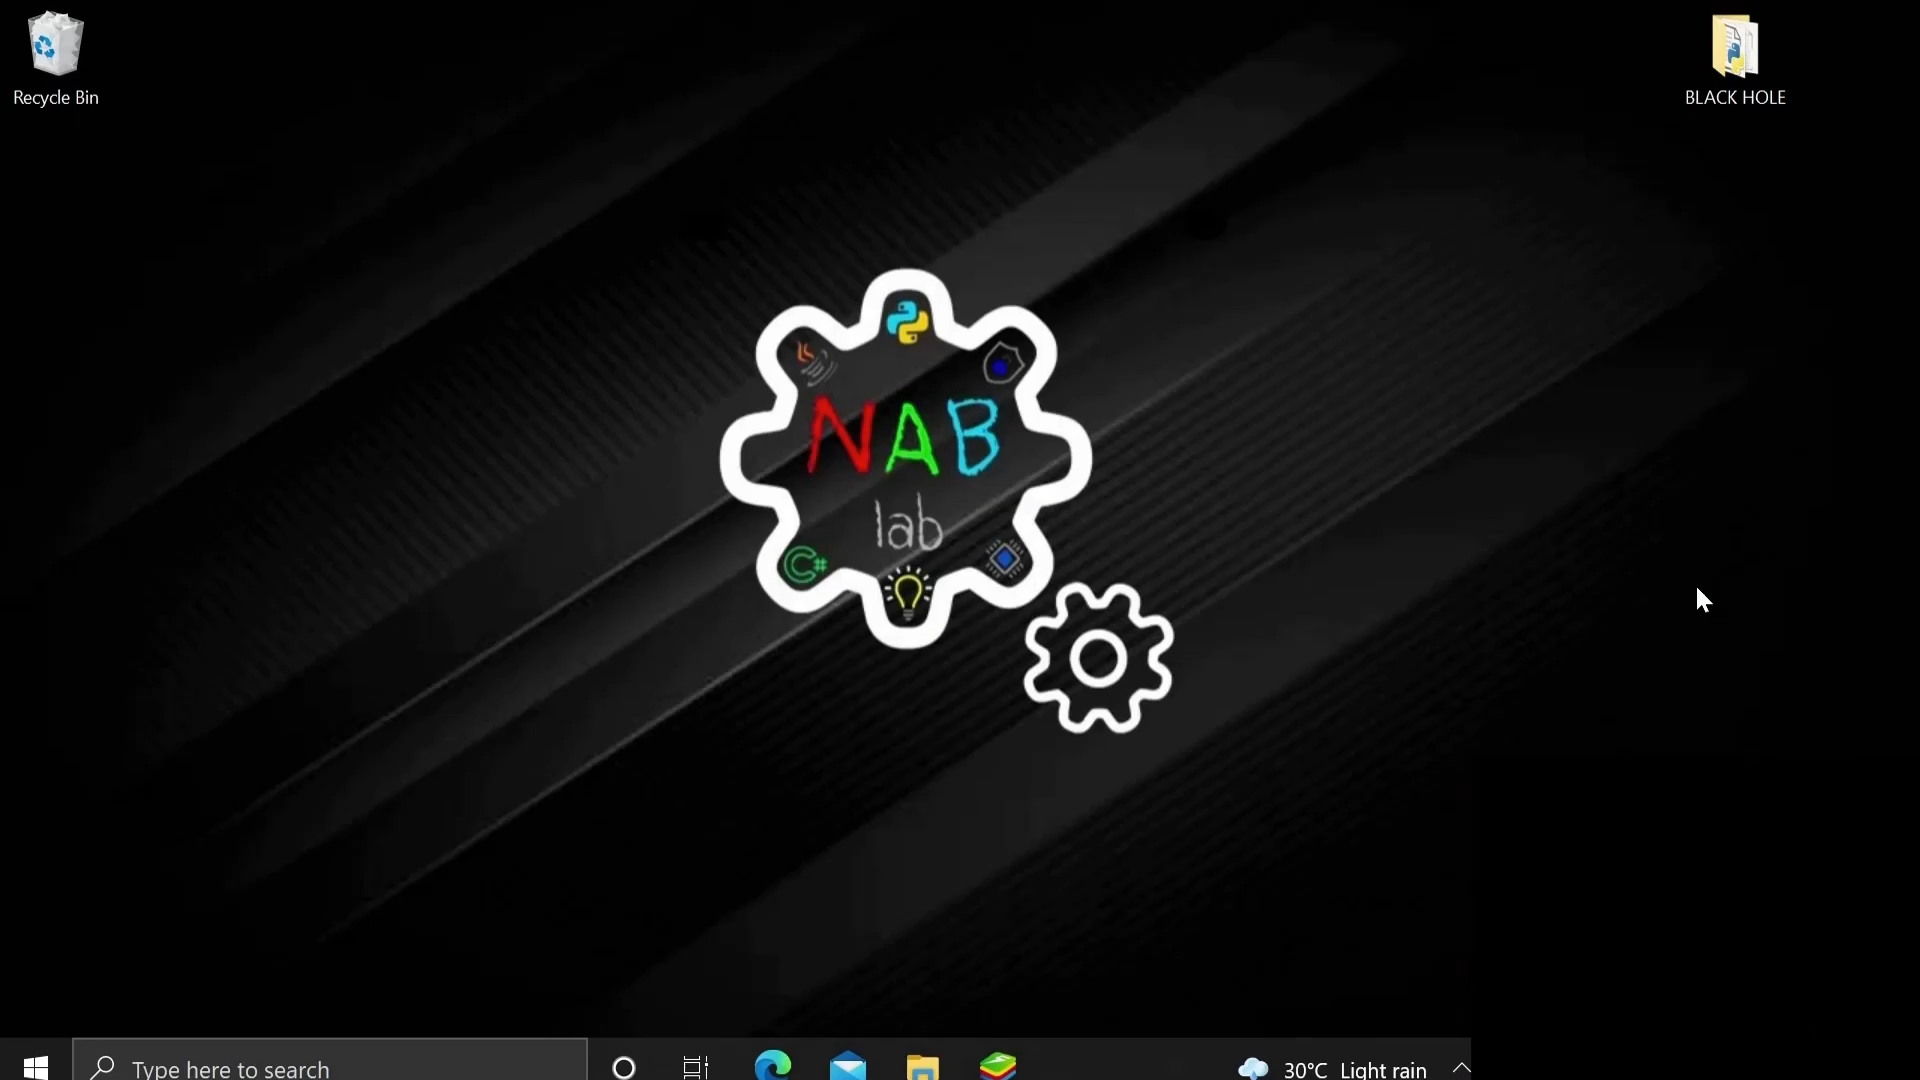 Recycle Bin
BLACK HOLE
NAB
lab
C#
Type here to search
30°C Light rain